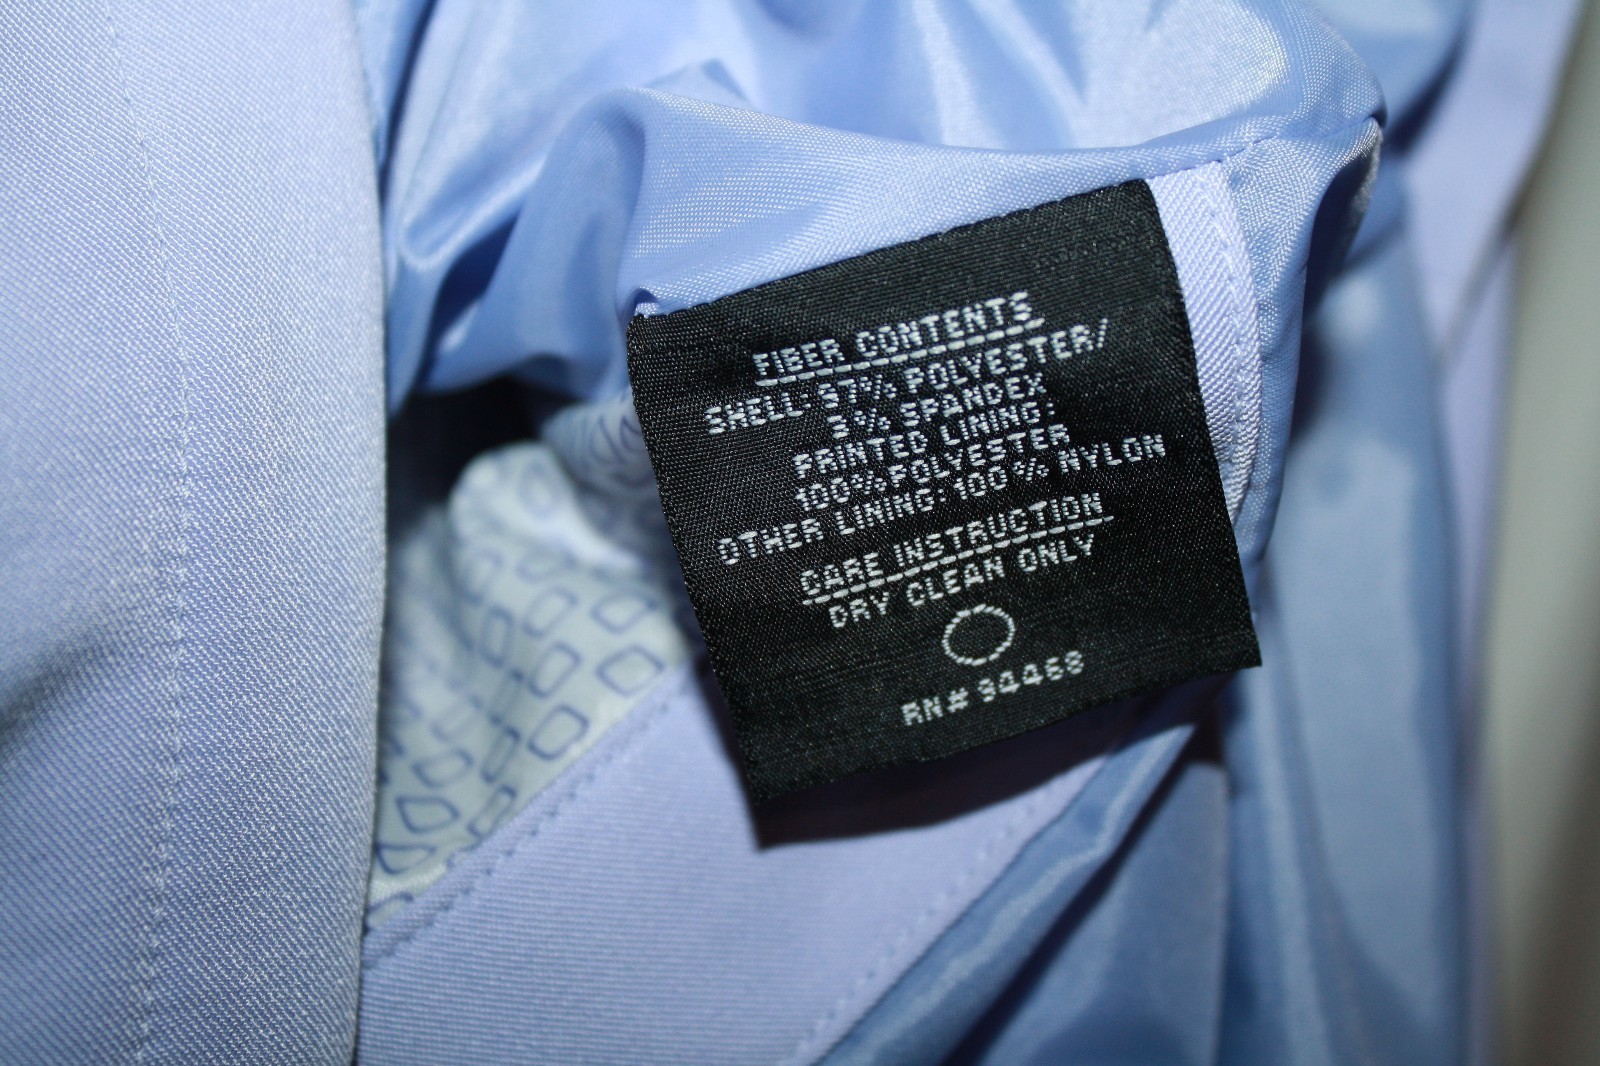 FIBER CONTENTS
SHELL: 97% POLYESTER/
3% SPANDEX
PRINTED LINING:
100% POLYESTER
OTHER LINING: 100% NYLON
CARE INSTRUCTION
DRY CLEAN ONLY
RN# 94468